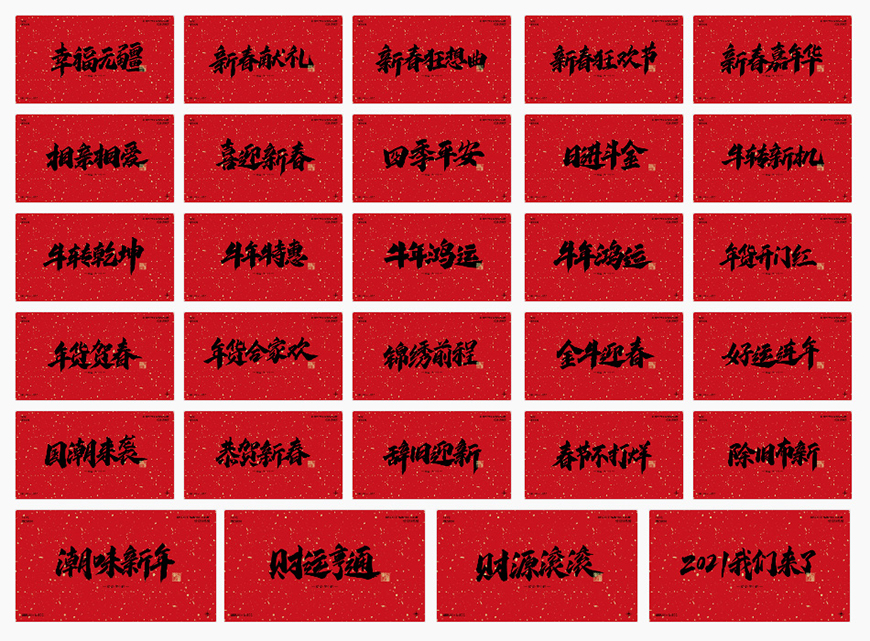 幸福无疆
新春献礼
新春狂想曲
新春狂欢节
新春嘉年华
相亲相爱
喜迎新春
四季平安
日进斗金
牛转新机
牛转乾坤
牛年特惠
牛年鸿运
牛年鸿运
年货开门红
年货贺春
年货合家欢
锦绣前程
金牛迎春
好运连年
国潮来袭
恭贺新春
辞旧迎新
春节不打烊
除旧布新
潮味新年
财运亨通
财源滚滚
2021我们来了